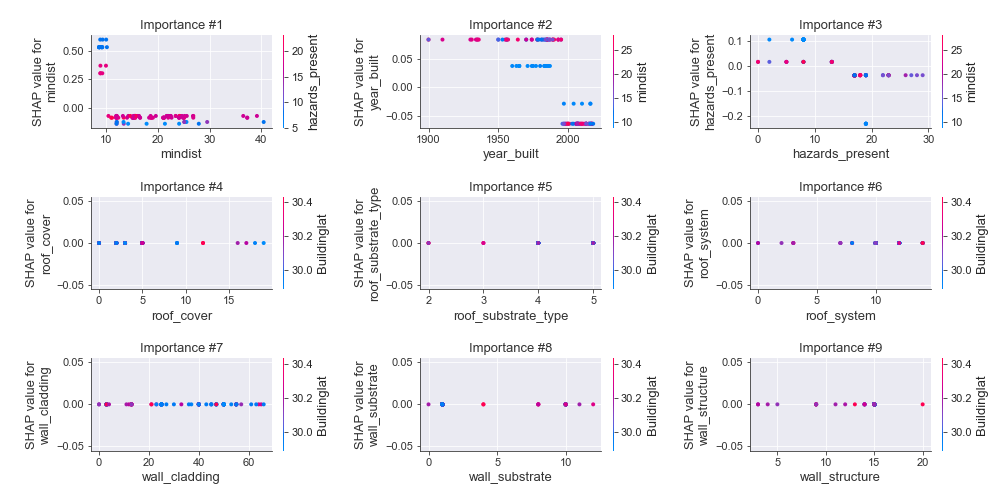 Importance #1
SHAP value for
mindist
0.50
0.25
0.00
10 20 30 40
mindist
20
15
10
5
hazards_present
Importance #2
SHAP value for
year_built
0.05
0.00
−0.05
1900 1950 2000
year_built
25
20
15
10
mindist
Importance #3
SHAP value for
hazards_present
0.1
0.0
−0.1
−0.2
0 10 20 30
hazards_present
25
20
15
10
mindist
Importance #4
SHAP value for
roof_cover
0.05
0.00
−0.05
0 5 10 15
roof_cover
30.4
30.2
30.0
Buildinglat
Importance #5
SHAP value for
roof_substrate_type
0.05
0.00
−0.05
2 3 4 5
roof_substrate_type
30.4
30.2
30.0
Buildinglat
Importance #6
SHAP value for
roof_system
0.05
0.00
−0.05
0 5 10
roof_system
30.4
30.2
30.0
Buildinglat
Importance #7
SHAP value for
wall_cladding
0.05
0.00
−0.05
0 20 40 60
wall_cladding
30.4
30.2
30.0
Buildinglat
Importance #8
SHAP value for
wall_substrate
0.05
0.00
−0.05
0 5 10
wall_substrate
30.4
30.2
30.0
Buildinglat
Importance #9
SHAP value for
wall_structure
0.05
0.00
−0.05
5 10 15 20
wall_structure
30.4
30.2
30.0
Buildinglat